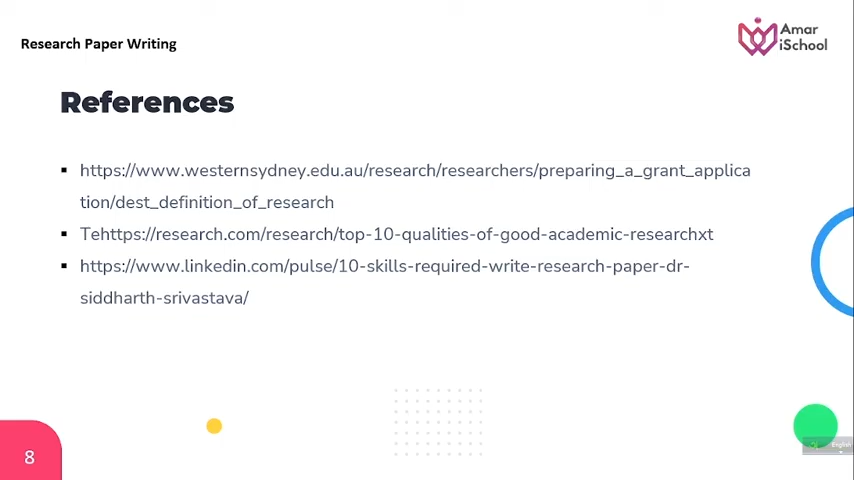 Research Paper Writing
Amar
iSchool
References
▪ https://www.westernsydney.edu.au/research/researchers/preparing_a_grant_applica
tion/dest_definition_of_research
▪ Tehttps://research.com/research/top-10-qualities-of-good-academic-researchxt
▪ https://www.linkedin.com/pulse/10-skills-required-write-research-paper-dr-
siddharth-srivastava/
8
English